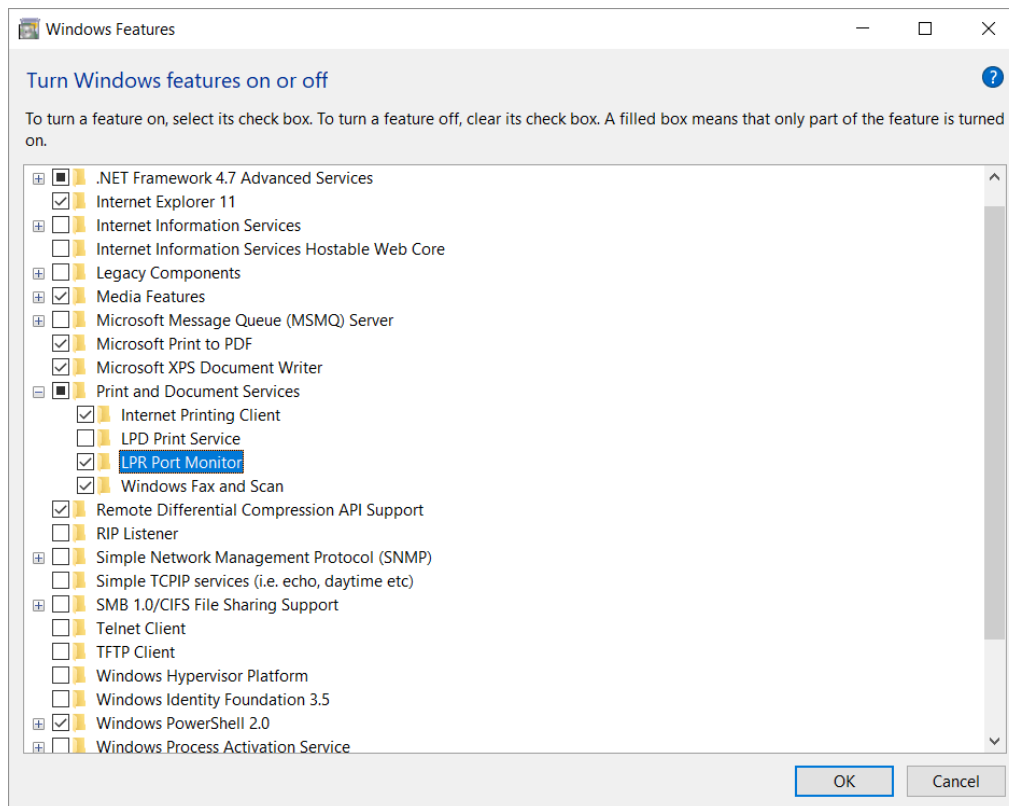 Windows Features
Turn Windows features on or off
?
To turn a feature on, select its check box. To turn a feature off, clear its check box. A filled box means that only part of the feature is turned
on.
.NET Framework 4.7 Advanced Services
Internet Explorer 11
Internet Information Services
Internet Information Services Hostable Web Core
Legacy Components
Media Features
Microsoft Message Queue (MSMQ) Server
Microsoft Print to PDF
Microsoft XPS Document Writer
Print and Document Services
Internet Printing Client
LPD Print Service
LPR Port Monitor
Windows Fax and Scan
Remote Differential Compression API Support
RIP Listener
Simple Network Management Protocol (SNMP)
Simple TCPIP services (i.e. echo, daytime etc)
SMB 1.0/CIFS File Sharing Support
Telnet Client
TFTP Client
Windows Hypervisor Platform
Windows Identity Foundation 3.5
Windows PowerShell 2.0
Windows Process Activation Service
OK Cancel